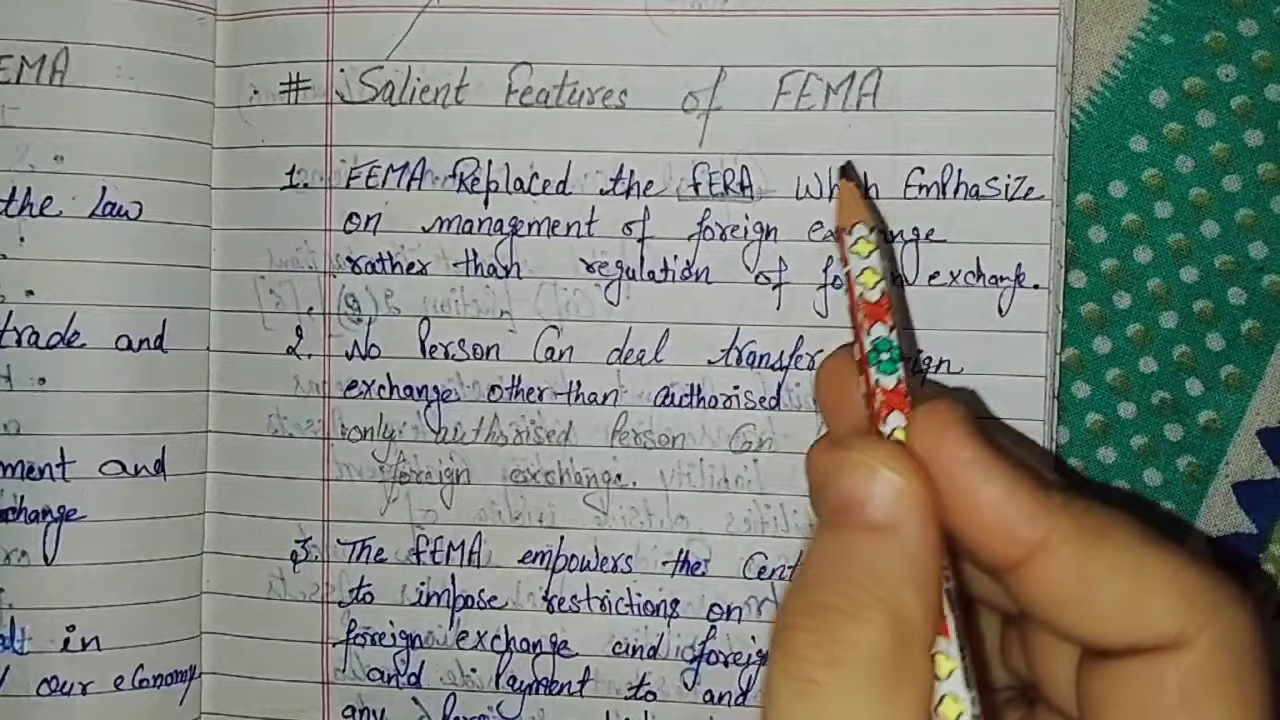 EMA
the Law
trade and
ment and
change
in
our economy
# Salient Features of FEMA
1. FEMA Replaced the FERA Which Emphasize
on management of foreign exchange
rather than regulation of foreign exchange.
2. No Person Can deal transfer foreign
exchange other than authorised
only authorised Person Can
foreign exchange.
3. The FEMA empowers the Cent
to impose restrictions on
foreign exchange and foreig
and Payment to and
any